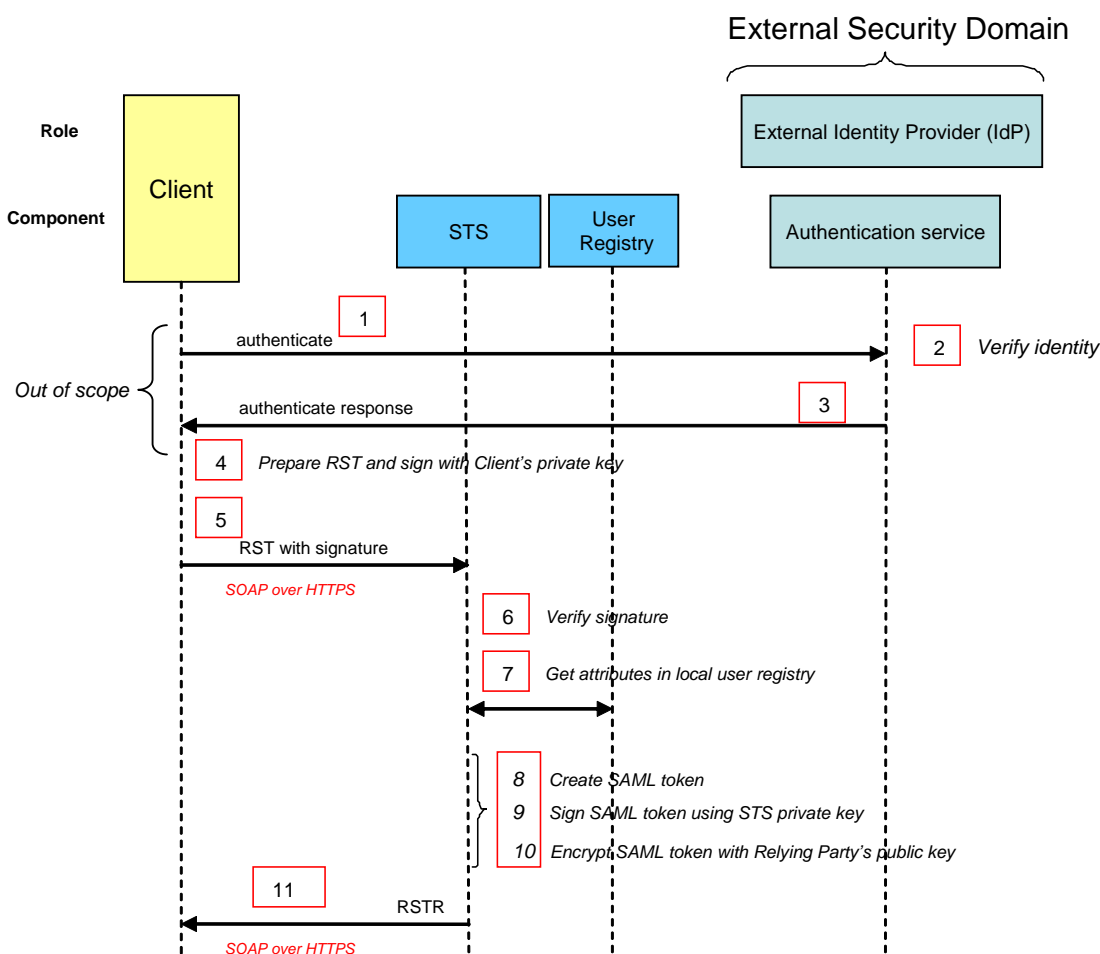 External Security Domain
Role
External Identity Provider (IdP)
Client
Component
STS
User
Registry
Authentication service
1
authenticate
2
Verify identity
Out of scope
3
authenticate response
4
Prepare RST and sign with Client's private key
5
RST with signature
SOAP over HTTPS
6
Verify signature
7
Get attributes in local user registry
8
Create SAML token
9
Sign SAML token using STS private key
10
Encrypt SAML token with Relying Party's public key
11
RSTR
SOAP over HTTPS